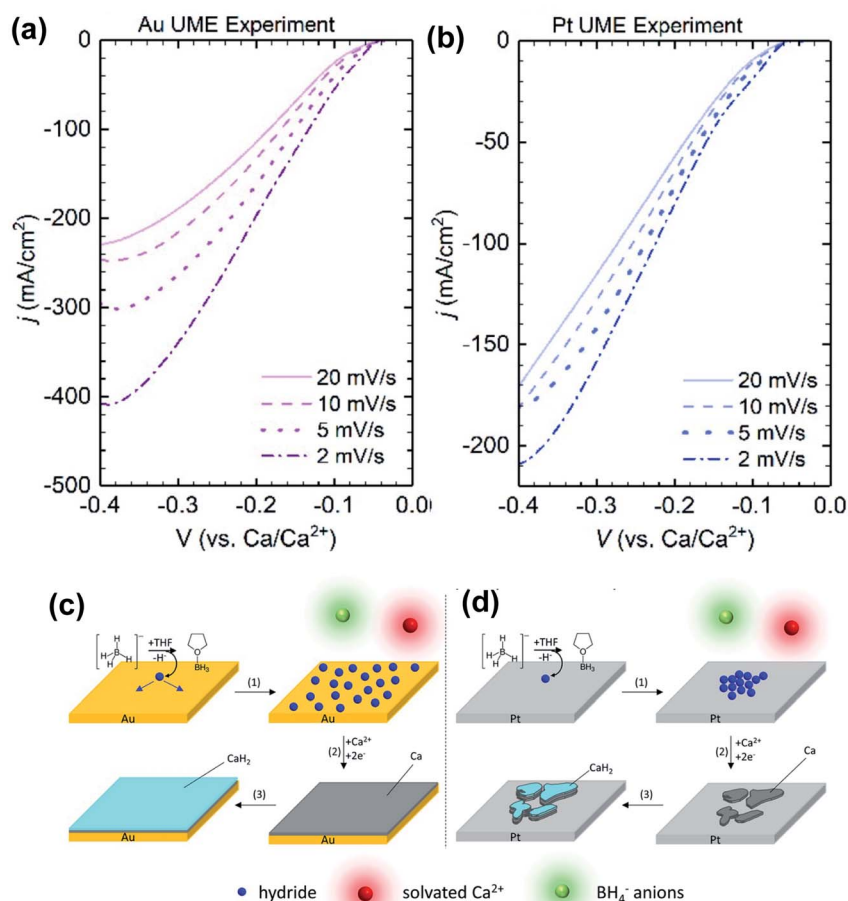 (a) Au UME Experiment
0
-100
-200
-300
-400
-500
j (mA/cm²)
20 mV/s
10 mV/s
5 mV/s
2 mV/s
-0.4 -0.3 -0.2 -0.1 0.0
V (vs. Ca/Ca²⁺)
(b) Pt UME Experiment
0
-50
-100
-150
-200
j (mA/cm²)
20 mV/s
10 mV/s
5 mV/s
2 mV/s
-0.4 -0.3 -0.2 -0.1 0.0
V (vs. Ca/Ca²⁺)
(c)
H
H B H
H
−
+THF
-H⁻
O
BH₃
Au
(1)
Au
(2) +Ca²⁺
+2e⁻
CaH₂
Ca
(3)
Au
Au
(d)
H
H B H
H
−
+THF
-H⁻
O
BH₃
Pt
(1)
Pt
(2) +Ca²⁺
+2e⁻
CaH₂
Ca
(3)
Pt
Pt
hydride solvated Ca²⁺ BH₄⁻ anions